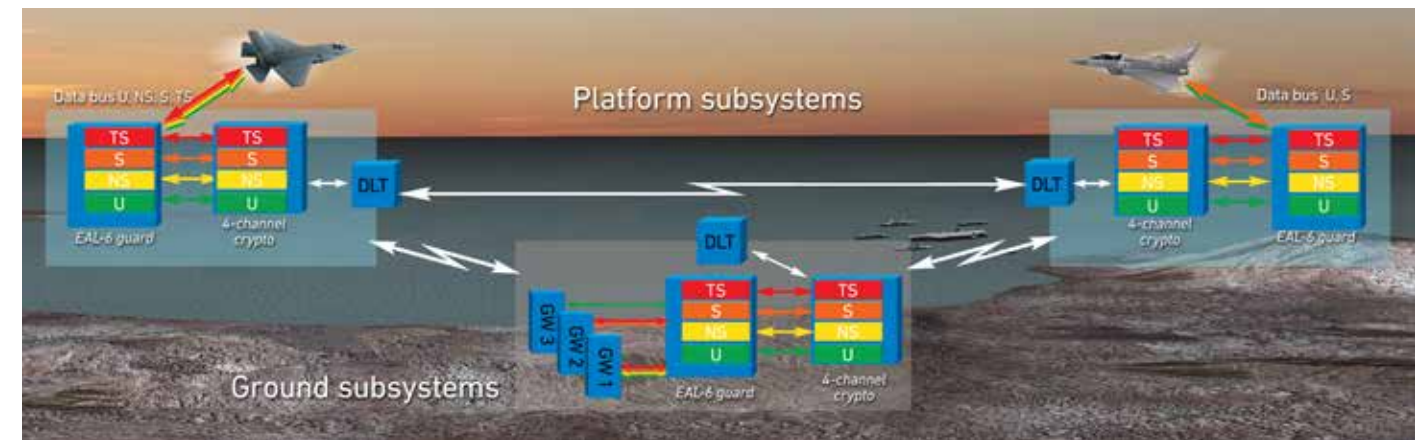 Platform subsystems
Data bus U, NS, S, TS
TS
S
NS
U
EAL-6 guard
TS
S
NS
U
4-channel
crypto
DLT
Data bus U, S
DLT
TS
S
NS
U
4-channel
crypto
TS
S
NS
U
EAL-6 guard
DLT
GW 3
GW 2
GW 1
TS
S
NS
U
EAL-6 guard
TS
S
NS
U
4-channel
crypto
Ground subsystems